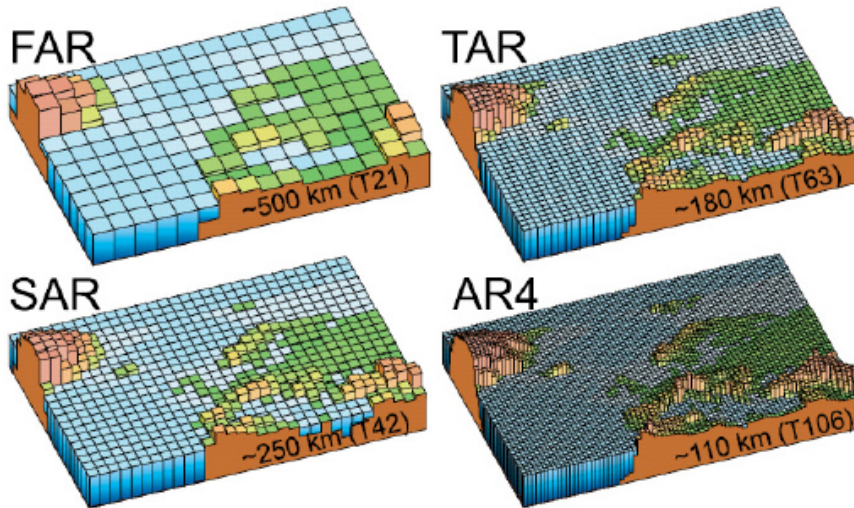 FAR
~500 km (T21)
TAR
~180 km (T63)
SAR
~250 km (T42)
AR4
~110 km (T106)